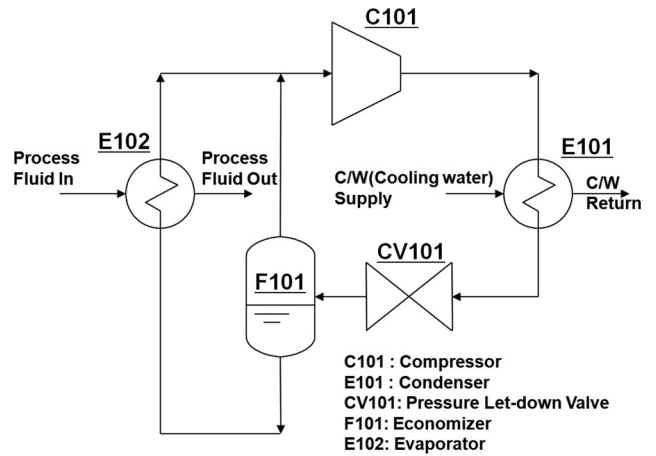 C101
E102
E101
Process
Fluid In
Process
Fluid Out
C/W(Cooling water)
Supply
C/W
Return
CV101
F101
C101 : Compressor
E101 : Condenser
CV101: Pressure Let-down Valve
F101: Economizer
E102: Evaporator